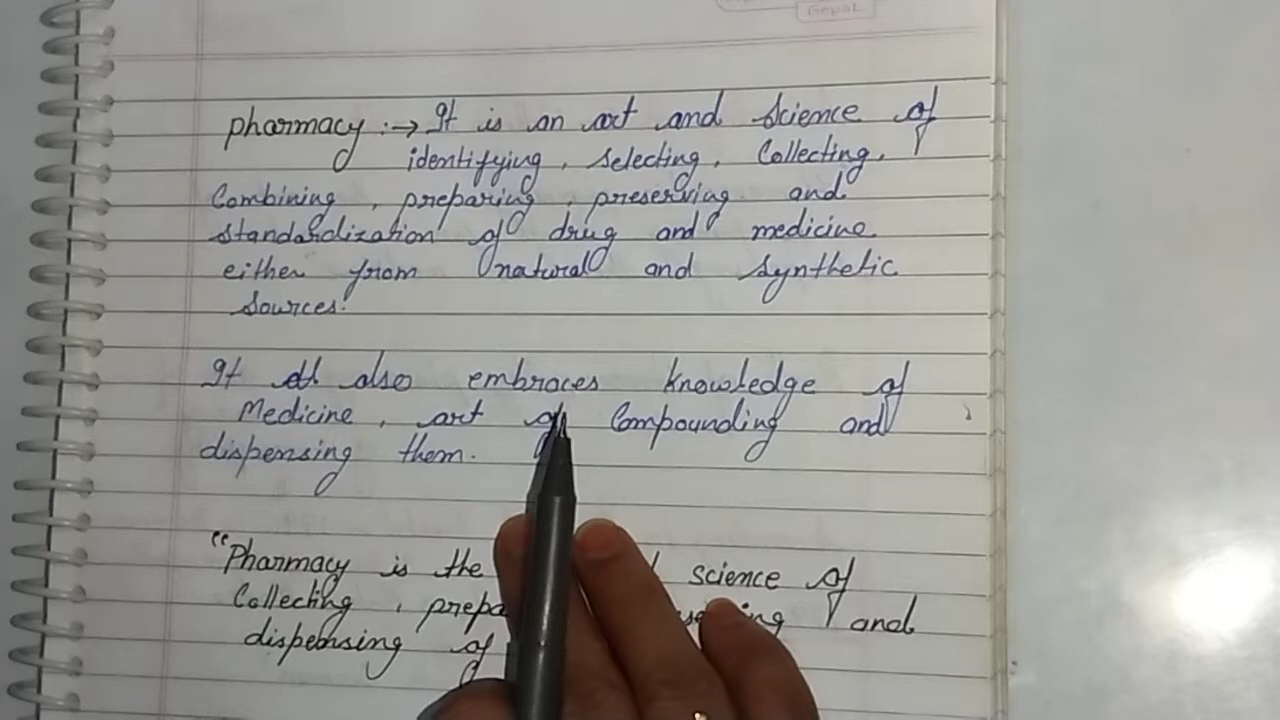 Gopal
pharmacy :→ It is an art and Science of
identifying, selecting, Collecting,
Combining, preparing, preserving and
standardization of drug and medicine
either from natural and synthetic
sources.
It also embraces knowledge of
Medicine, art of Compounding and
dispensing them.
"Pharmacy is the science of
Collecting, and
dispensing of